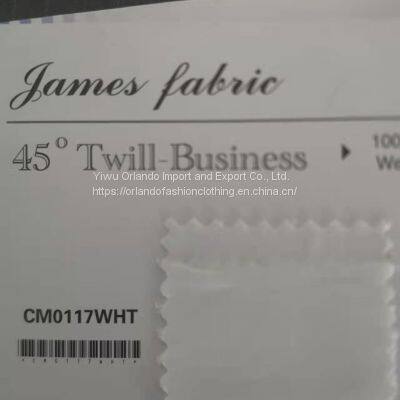 James fabric
45° Twill-Business
100
We
Yiwu Orlando Import and Export Co., Ltd.
https://orlandofashionclothing.en.china.cn/
CM0117WHT
*CM0117WHT*